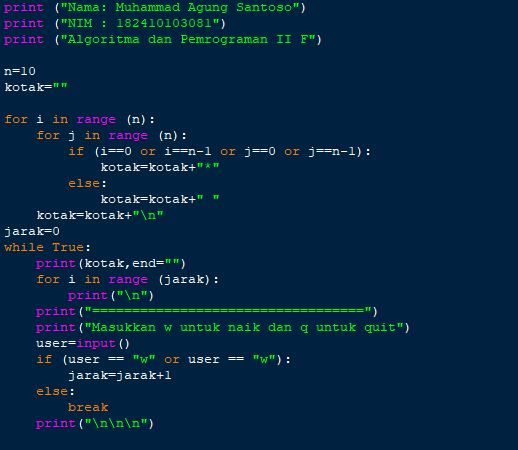 print ("Nama: Muhammad Agung Santoso")
print ("NIM : 182410103081")
print ("Algoritma dan Pemrograman II F")

n=10
kotak=""

for i in range (n):
    for j in range (n):
        if (i==0 or i==n-1 or j==0 or j==n-1):
            kotak=kotak+"*"
        else:
            kotak=kotak+" "
    kotak=kotak+"\n"
jarak=0
while True:
    print(kotak,end="")
    for i in range (jarak):
        print("\n")
    print("==================================")
    print("Masukkan w untuk naik dan q untuk quit")
    user=input()
    if (user == "w" or user == "w"):
        jarak=jarak+1
    else:
        break
    print("\n\n\n")